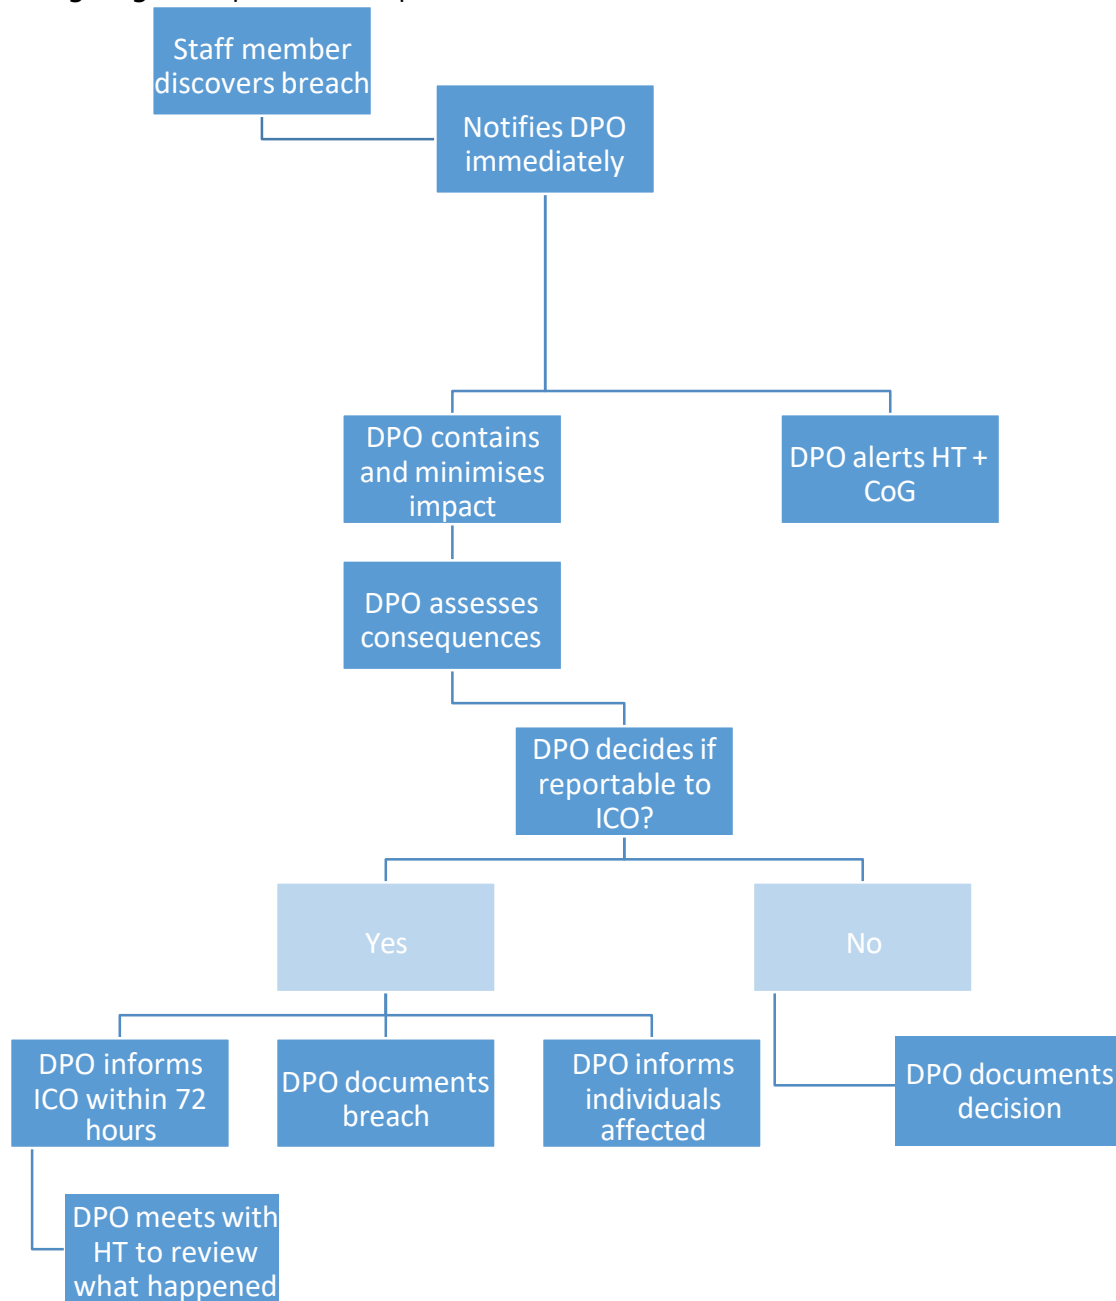 Staff member
discovers breach
Notifies DPO
immediately
DPO contains
and minimises
impact
DPO alerts HT +
CoG
DPO assesses
consequences
DPO decides if
reportable to
ICO?
Yes
No
DPO informs
ICO within 72
hours
DPO documents
breach
DPO informs
individuals
affected
DPO documents
decision
DPO meets with
HT to review
what happened